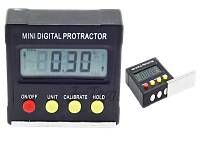 MINI DIGITAL PROTRACTOR
0.30
ON/OFF UNIT CALIBRATE HOLD